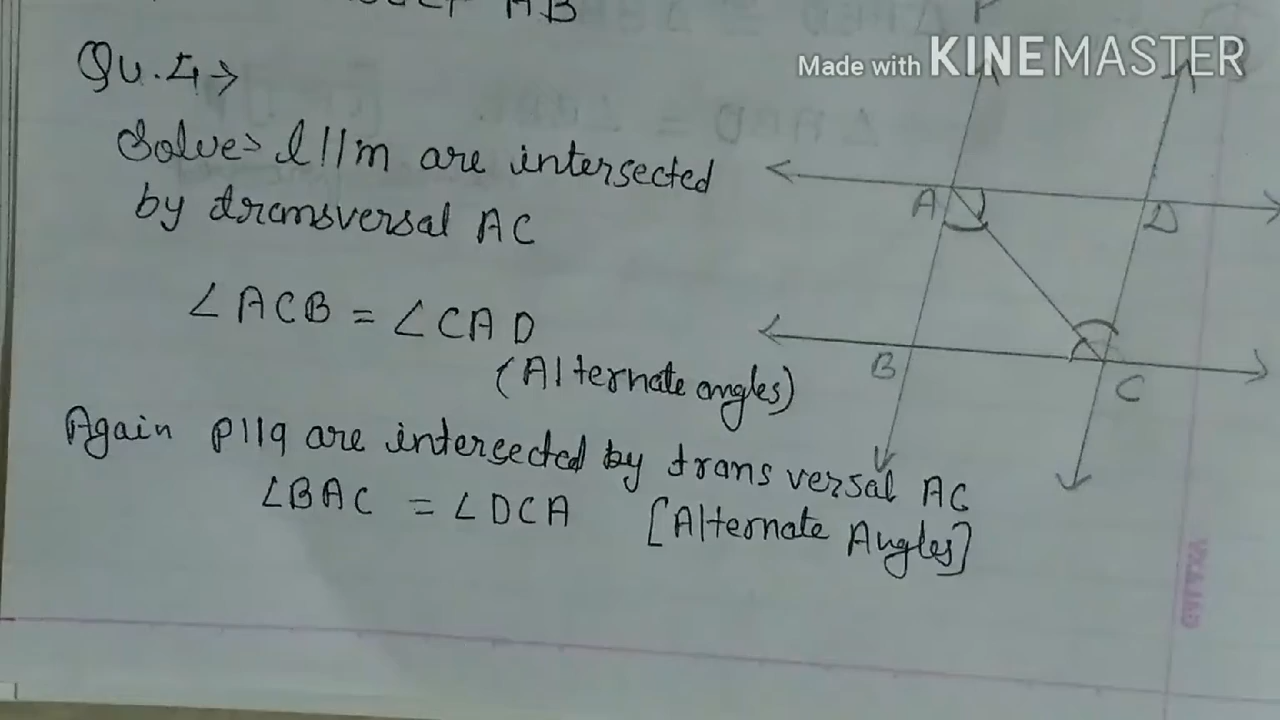 AB
Made with KINEMASTER
Qu.4→
Solve→ l||m are intersected
by transversal AC
∠ACB = ∠CAD
(Alternate angles)
Again p||q are intersected by transversal AC
∠BAC = ∠DCA [Alternate Angles]
A
D
B
C